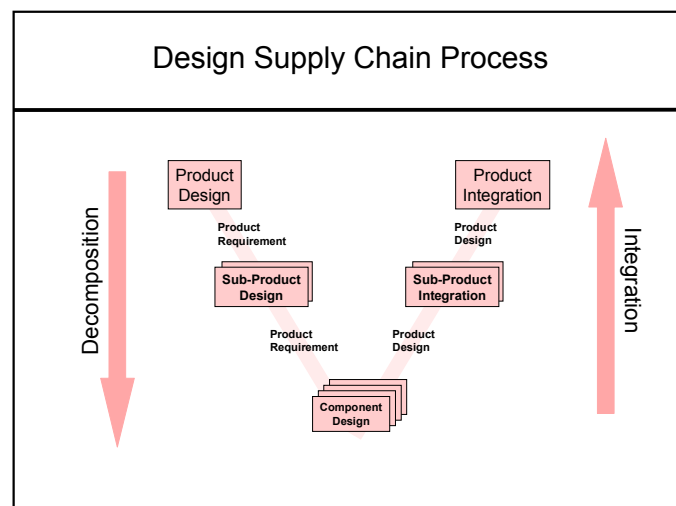 Design Supply Chain Process
Product
Design
Product
Integration
Product
Requirement
Product
Design
Decomposition
Integration
Sub-Product
Design
Sub-Product
Integration
Product
Requirement
Product
Design
Component
Design